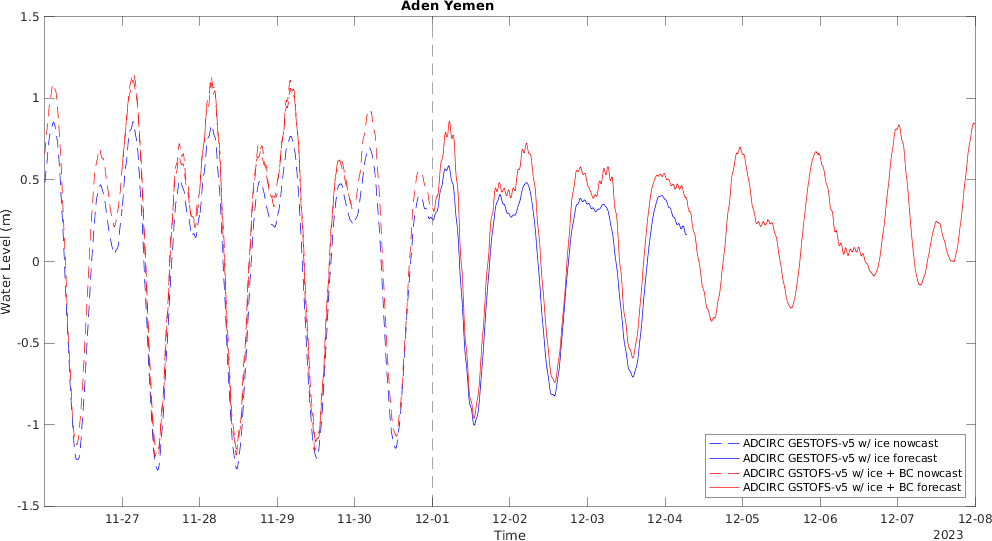 Aden Yemen
1.5
1
0.5
0
-0.5
-1
-1.5
Water Level (m)
11-27 11-28 11-29 11-30 12-01 12-02 12-03 12-04 12-05 12-06 12-07 12-08
Time
2023
ADCIRC GESTOFS-v5 w/ ice nowcast
ADCIRC GESTOFS-v5 w/ ice forecast
ADCIRC GSTOFS-v5 w/ ice + BC nowcast
ADCIRC GSTOFS-v5 w/ ice + BC forecast